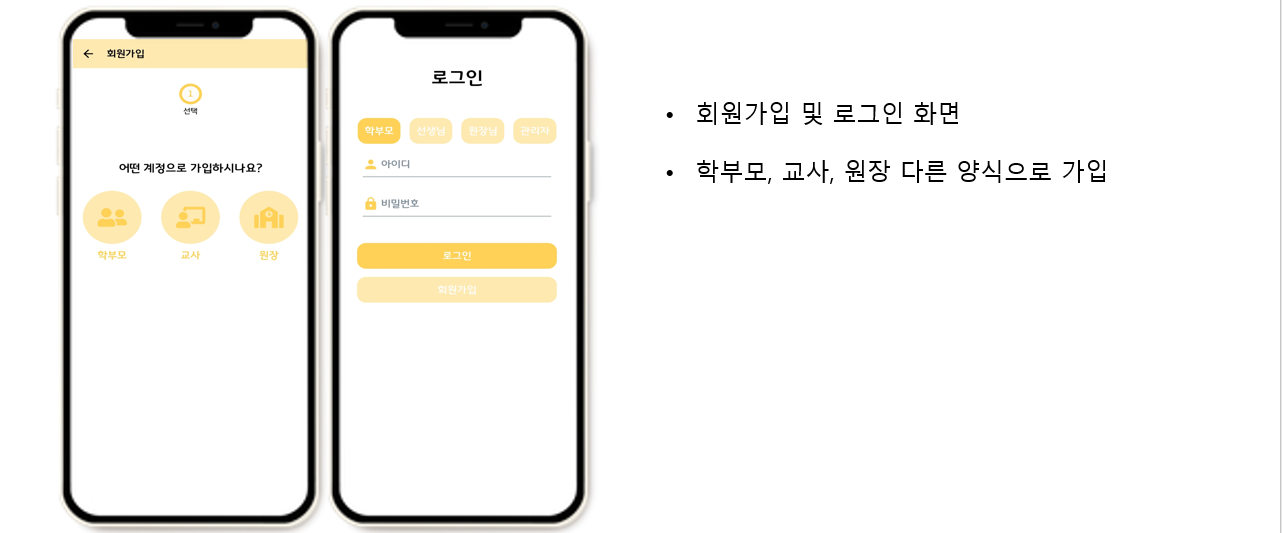 회원가입
1
선택
어떤 계정으로 가입하시나요?
학부모 교사 원장
로그인
학부모 선생님 원장님 관리자
아이디
비밀번호
로그인
회원가입
• 회원가입 및 로그인 화면
• 학부모, 교사, 원장 다른 양식으로 가입